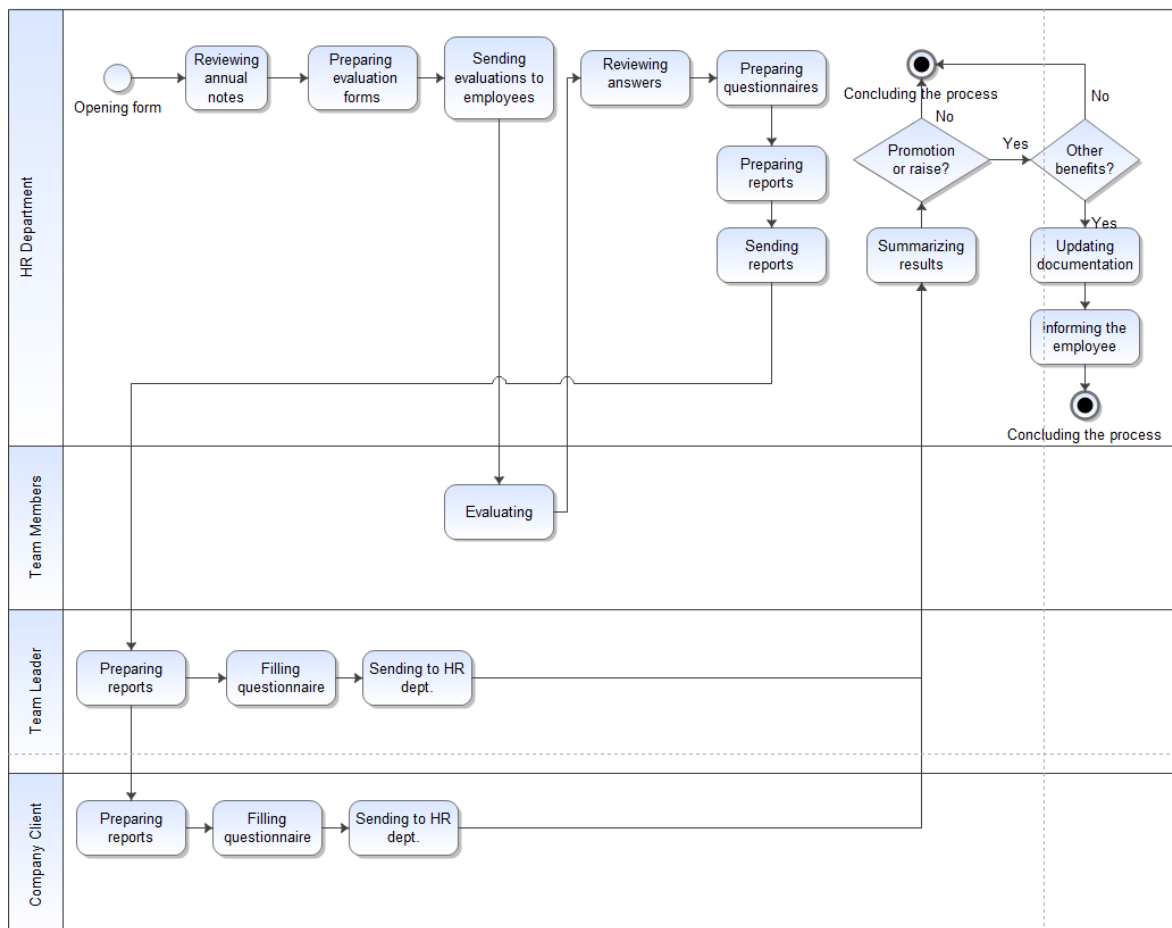 HR Department
Opening form
Reviewing
annual
notes
Preparing
evaluation
forms
Sending
evaluations to
employees
Reviewing
answers
Preparing
questionnaires
Preparing
reports
Sending
reports
Concluding the process
No
Promotion
or raise?
Yes
Summarizing
results
No
Other
benefits?
Yes
Updating
documentation
Informing the
employee
Concluding the process
Team Members
Evaluating
Team Leader
Preparing
reports
Filling
questionnaire
Sending to HR
dept.
Company Client
Preparing
reports
Filling
questionnaire
Sending to HR
dept.